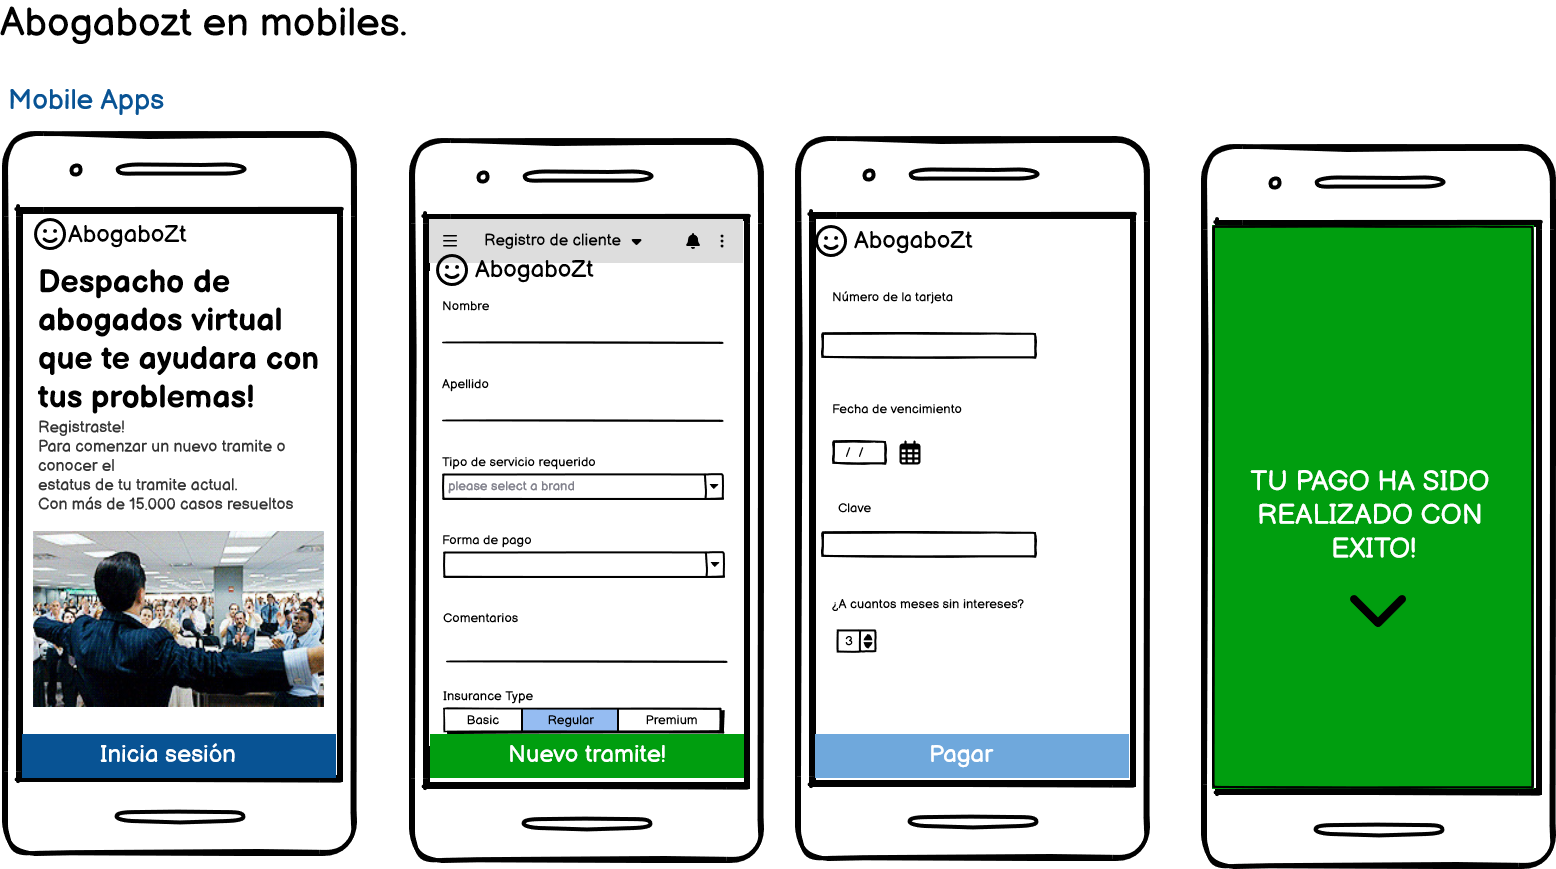 Abogabozt en mobiles.
Mobile Apps
AbogaboZt
Despacho de
abogados virtual
que te ayudara con
tus problemas!
Registraste!
Para comenzar un nuevo tramite o
conocer el
estatus de tu tramite actual.
Con más de 15.000 casos resueltos
Inicia sesión
Registro de cliente
AbogaboZt
Nombre
Apellido
Tipo de servicio requerido
please select a brand
Forma de pago
Comentarios
Insurance Type
Basic Regular Premium
Nuevo tramite!
AbogaboZt
Número de la tarjeta
Fecha de vencimiento
/ /
Clave
¿A cuantos meses sin intereses?
3
Pagar
TU PAGO HA SIDO
REALIZADO CON
EXITO!